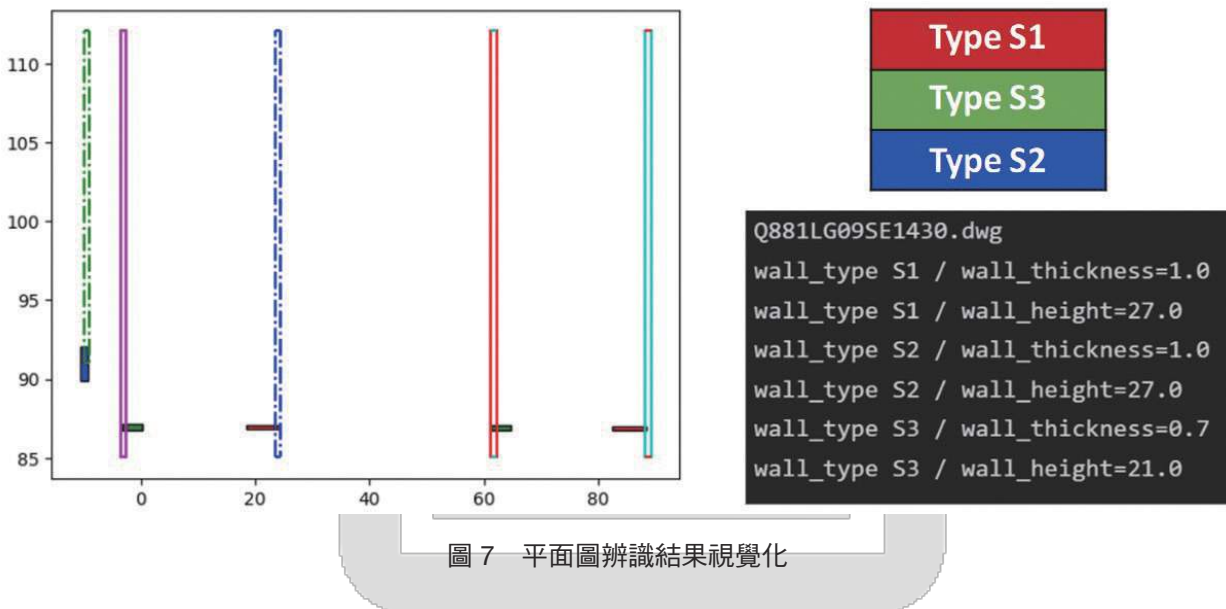 110
105
100
95
90
85
0
20
40
60
80
Type S1
Type S3
Type S2
Q881LG09SE1430.dwg
wall_type S1 / wall_thickness=1.0
wall_type S1 / wall_height=27.0
wall_type S2 / wall_thickness=1.0
wall_type S2 / wall_height=27.0
wall_type S3 / wall_thickness=0.7
wall_type S3 / wall_height=21.0
圖 7 平面圖辨識結果視覺化